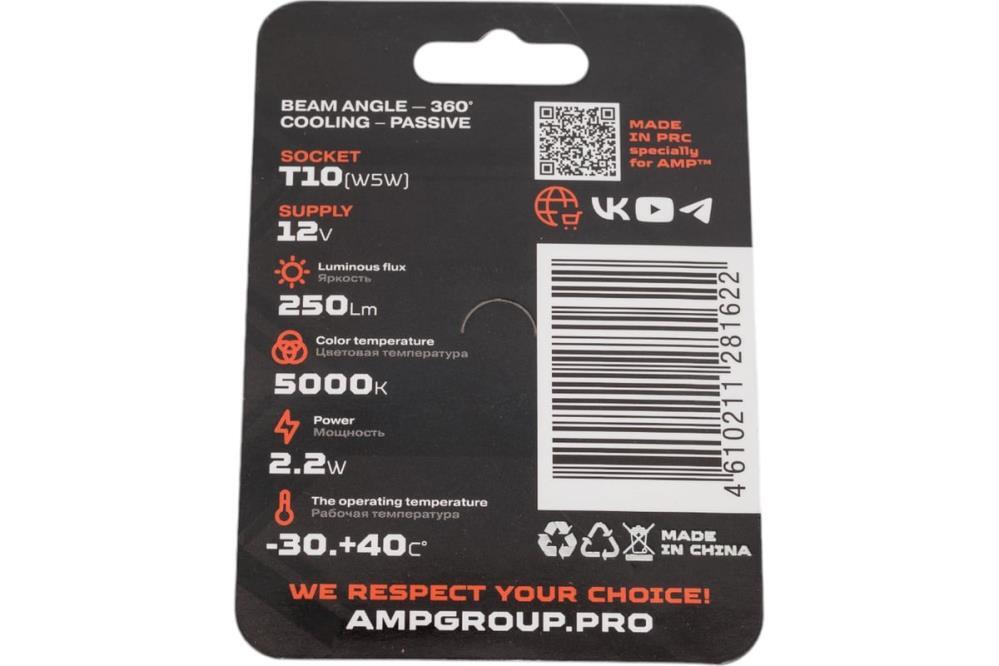 BEAM ANGLE — 360°
COOLING – PASSIVE
SOCKET
T10(W5W)
SUPPLY
12V
Luminous flux
Яркость
250Lm
Color temperature
Цветовая температура
5000K
Power
Мощность
2.2W
The operating temperature
Рабочая температура
-30.+40C°
MADE
IN PRC
specially
for AMP™
VK
4 610211 281622
MADE
IN CHINA
WE RESPECT YOUR CHOICE!
AMPGROUP.PRO